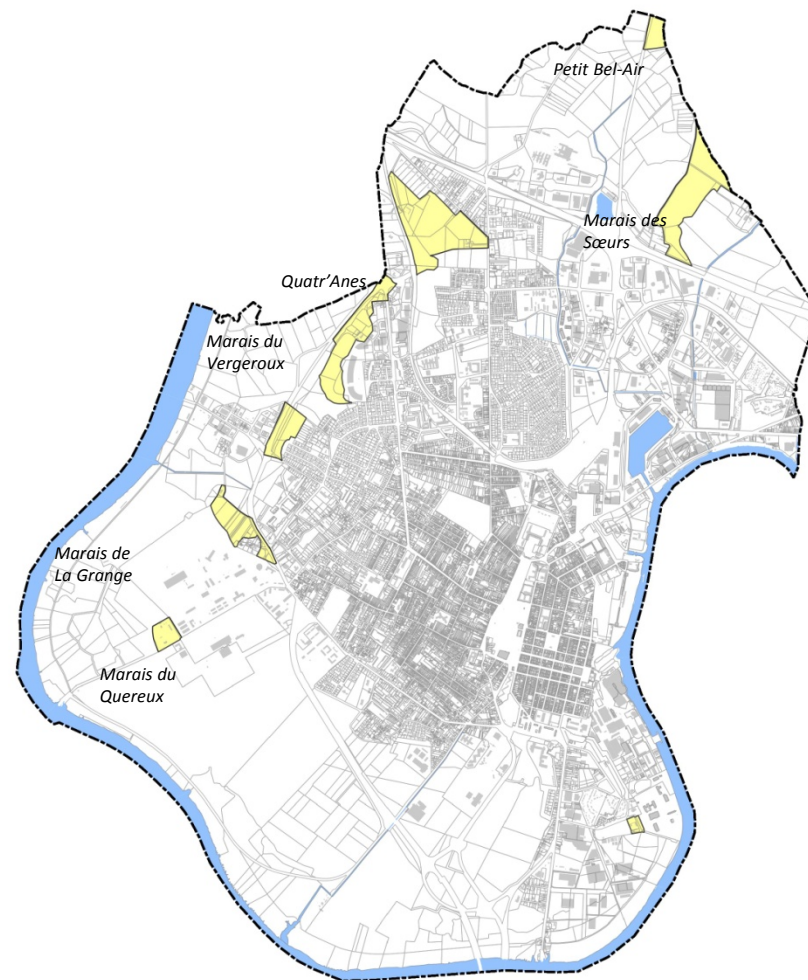 Petit Bel-Air
Marais des
Sœurs
Quatr'Anes
Marais du
Vergeroux
Marais de
La Grange
Marais du
Quereux